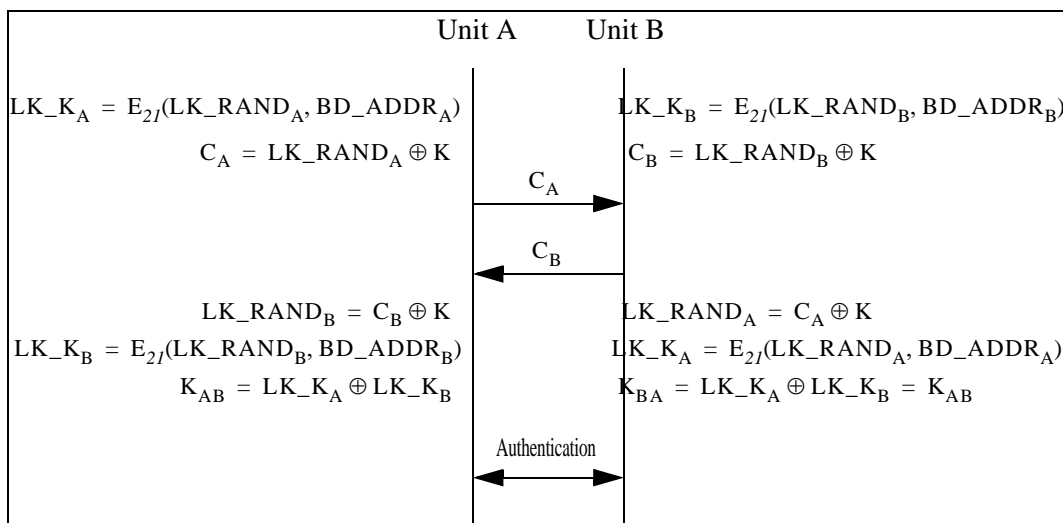 Unit A Unit B
LK_K_A = E_21(LK_RAND_A, BD_ADDR_A) LK_K_B = E_21(LK_RAND_B, BD_ADDR_B)
C_A = LK_RAND_A ⊕ K C_B = LK_RAND_B ⊕ K
C_A
C_B
LK_RAND_B = C_B ⊕ K LK_RAND_A = C_A ⊕ K
LK_K_B = E_21(LK_RAND_B, BD_ADDR_B) LK_K_A = E_21(LK_RAND_A, BD_ADDR_A)
K_AB = LK_K_A ⊕ LK_K_B K_BA = LK_K_A ⊕ LK_K_B = K_AB
Authentication